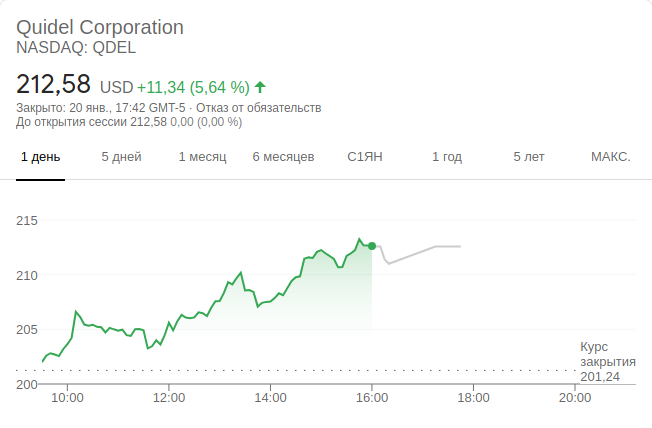 Quidel Corporation
NASDAQ: QDEL
212,58 USD +11,34 (5,64 %)
Закрыто: 20 янв., 17:42 GMT-5 · Отказ от обязательств
До открытия сессии 212,58 0,00 (0,00 %)
1 день 5 дней 1 месяц 6 месяцев С1ЯН 1 год 5 лет МАКС.
215
210
205
Курс
закрытия
201,24
200
10:00 12:00 14:00 16:00 18:00 20:00